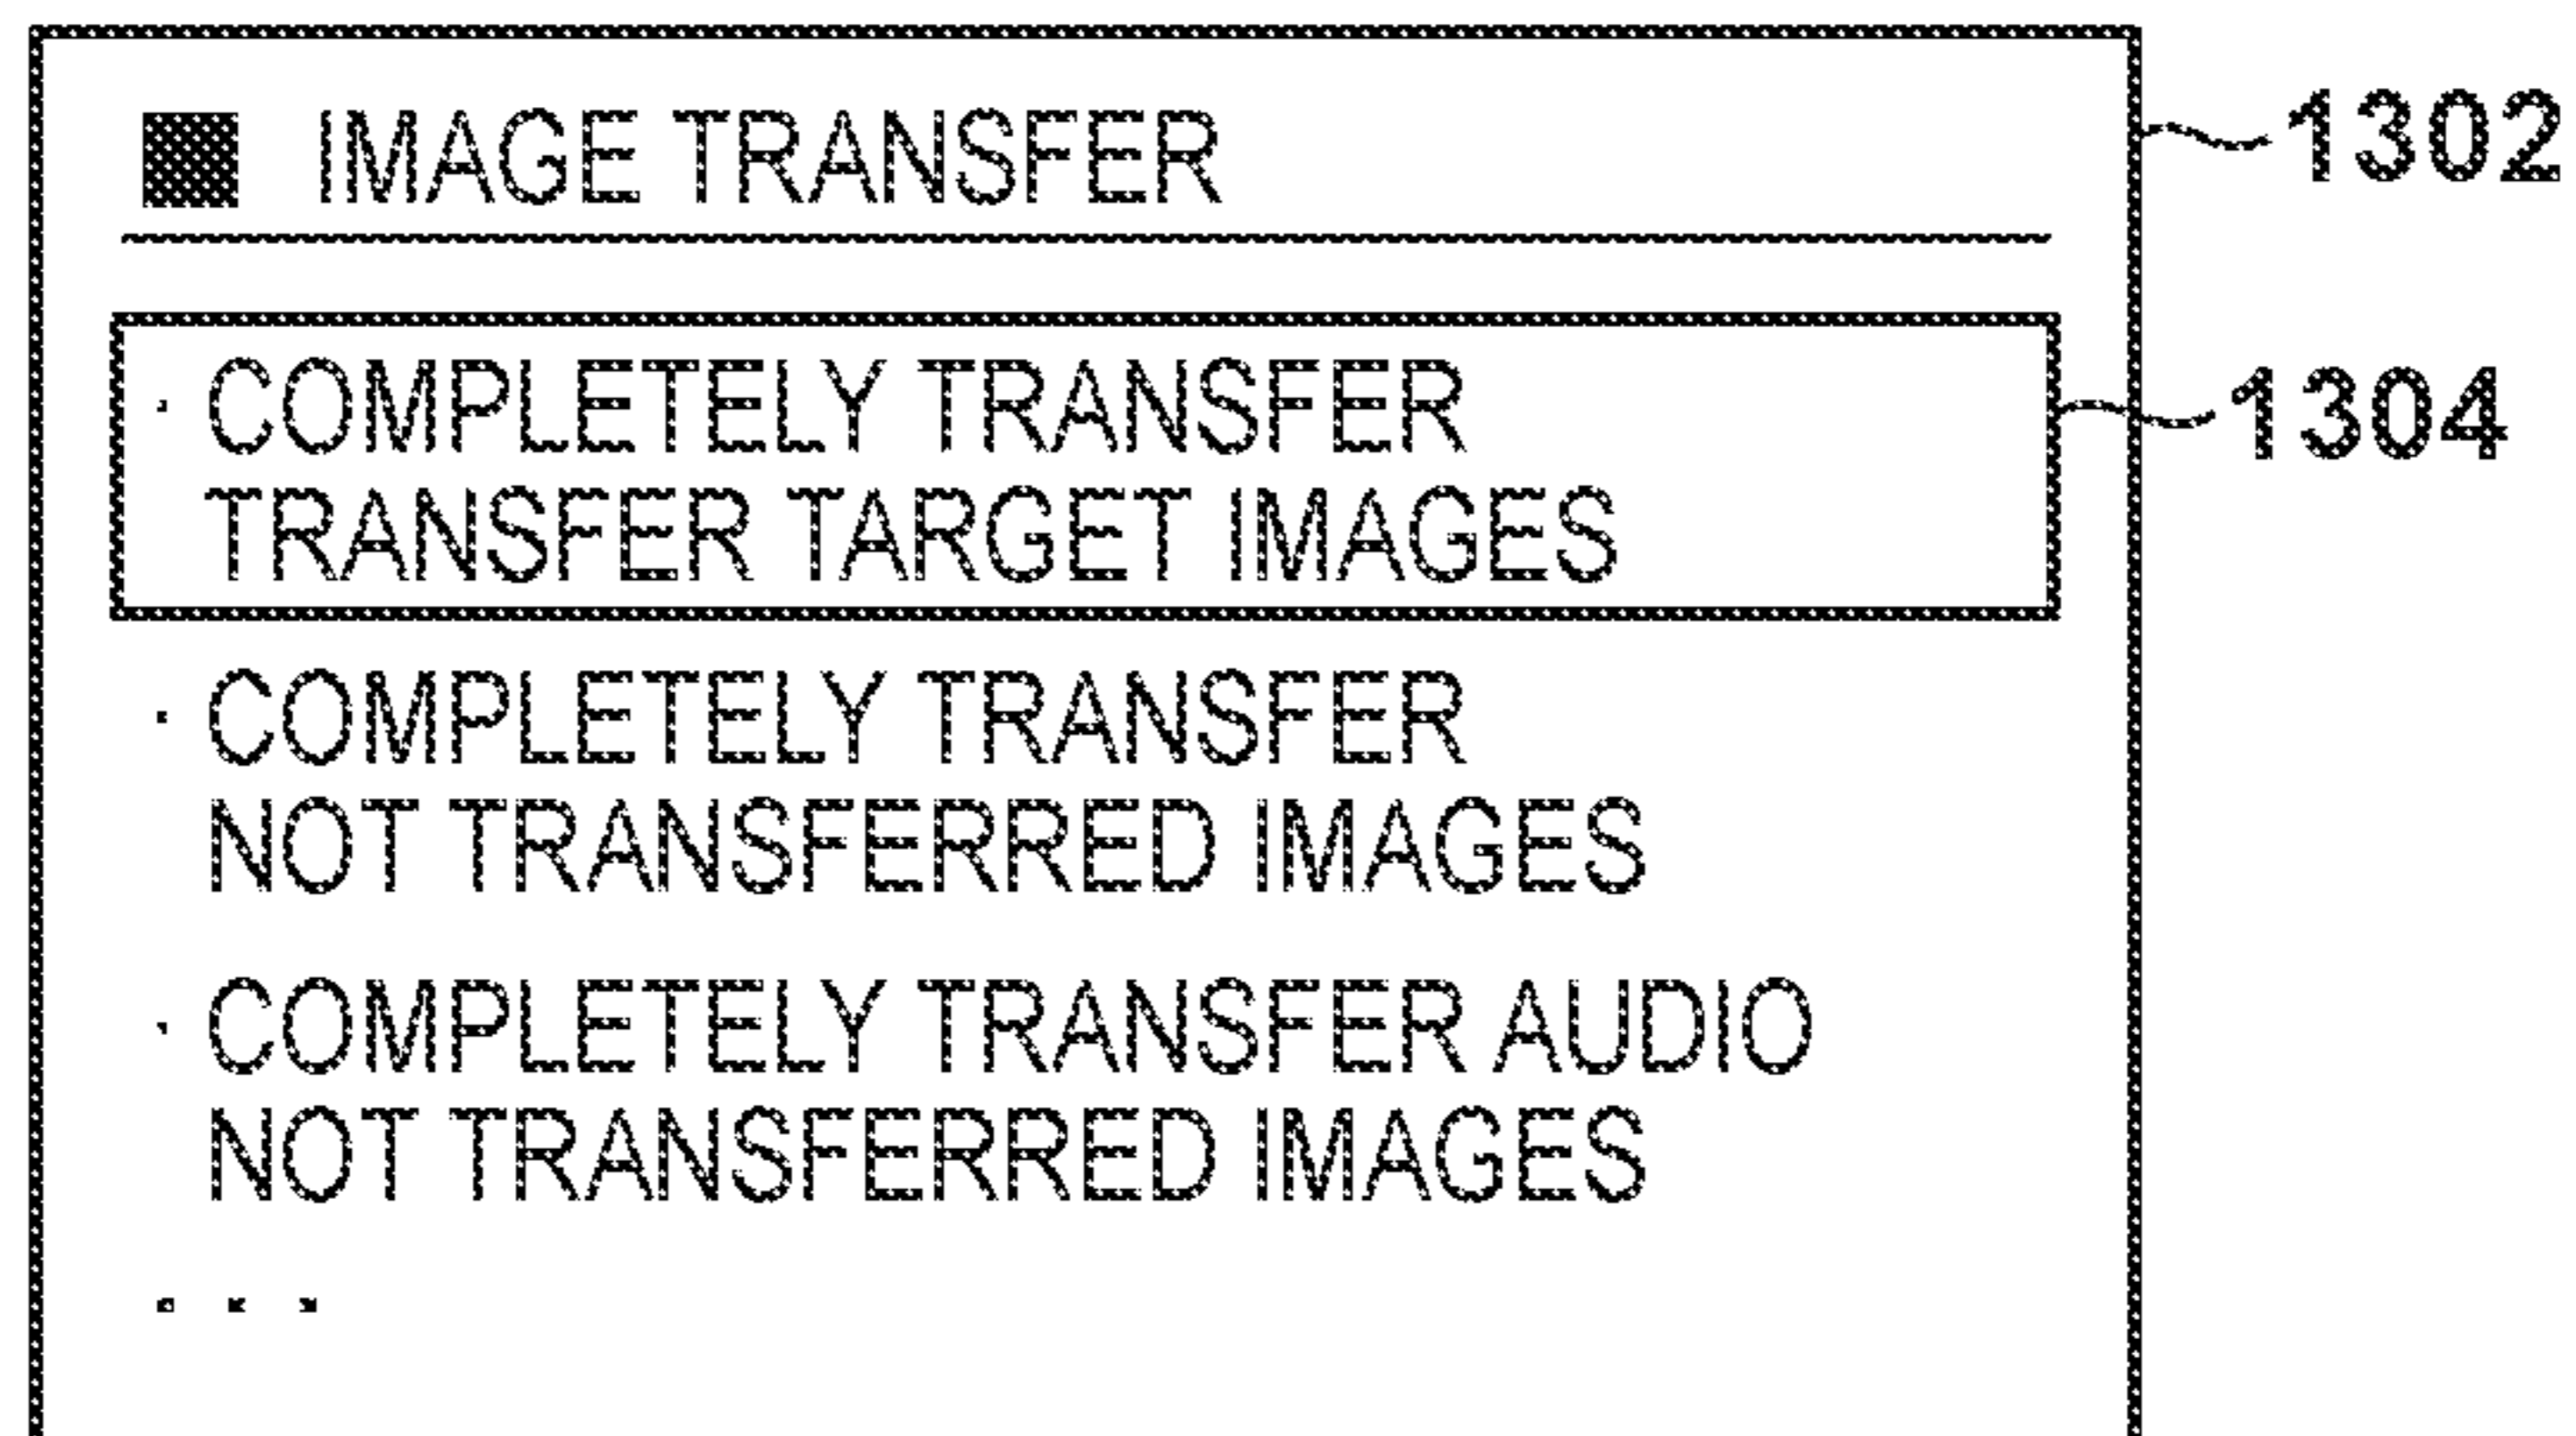 ■ IMAGE TRANSFER
1302
· COMPLETELY TRANSFER
1304
TRANSFER TARGET IMAGES
· COMPLETELY TRANSFER
NOT TRANSFERRED IMAGES
· COMPLETELY TRANSFER AUDIO
NOT TRANSFERRED IMAGES
. . .